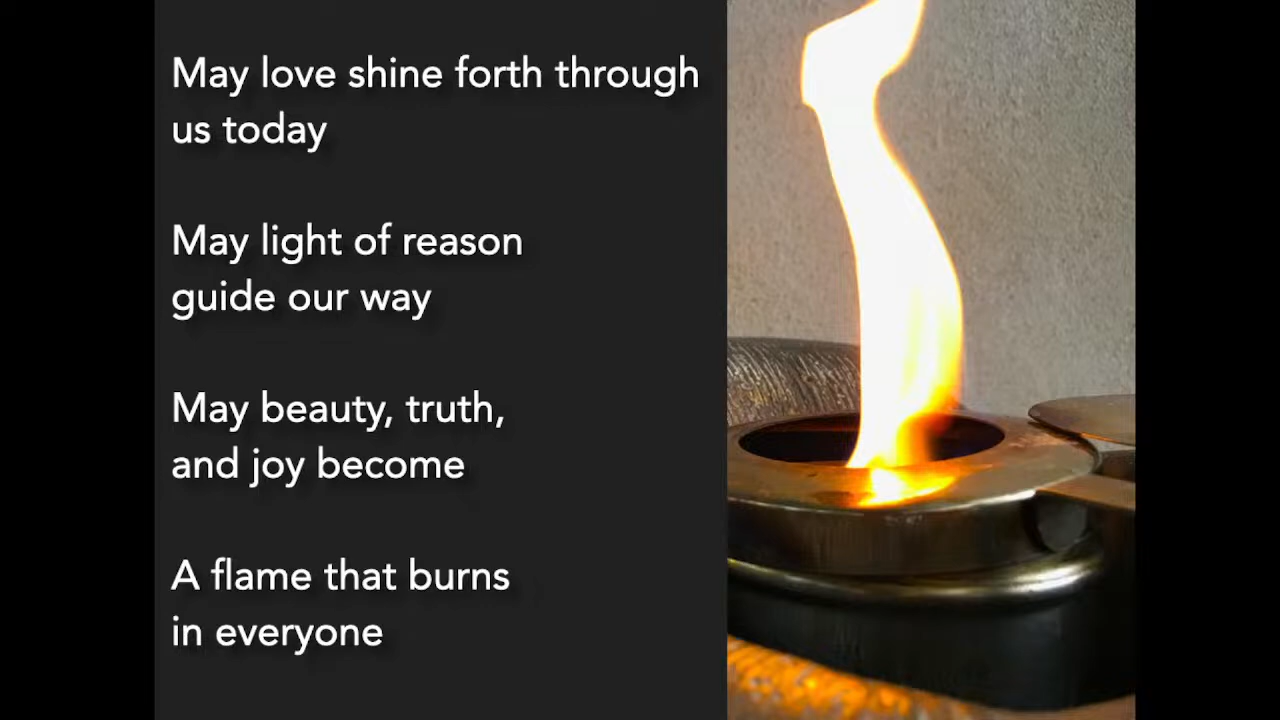 May love shine forth through
us today
May light of reason
guide our way
May beauty, truth,
and joy become
A flame that burns
in everyone